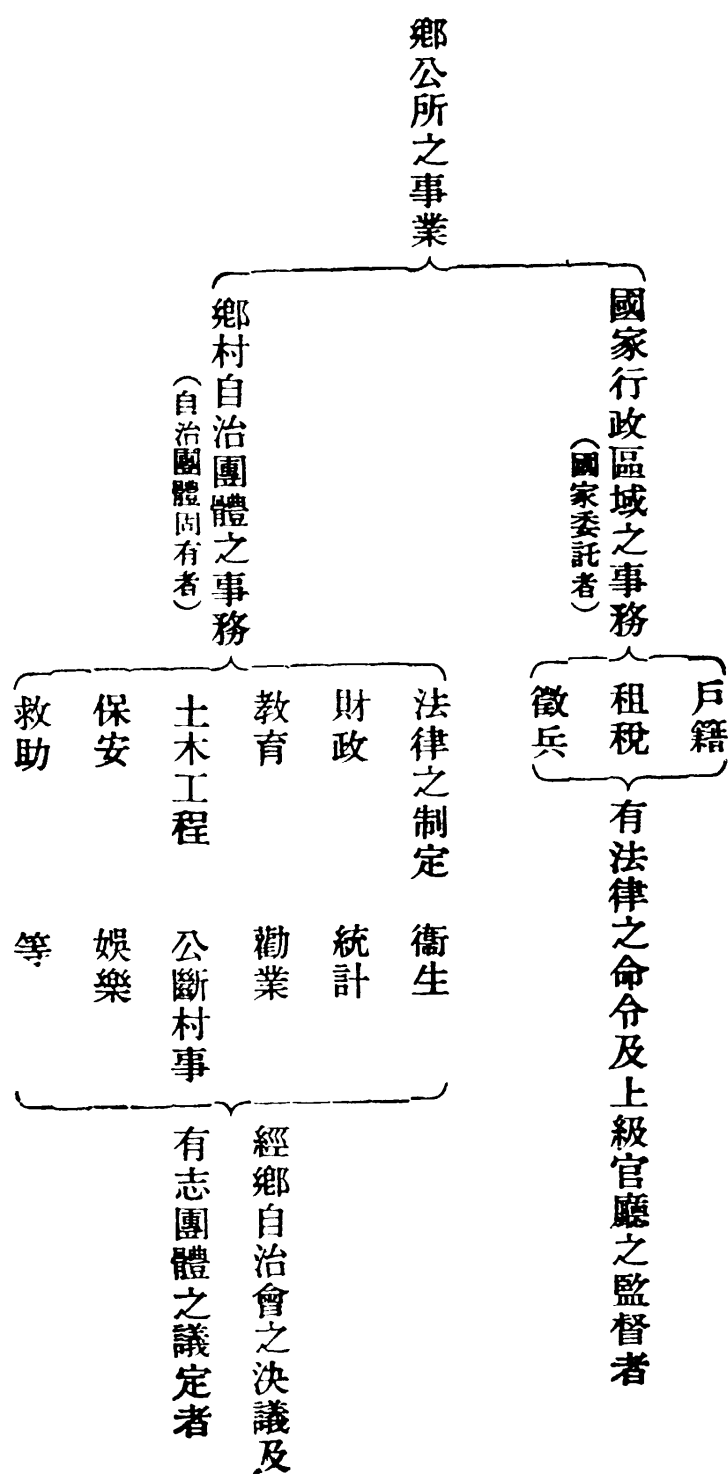 鄉公所之事業
國家行政區域之事務
（國家委託者）
戶籍
租稅
徵兵
有法律之命令及上級官廳之監督者
鄉村自治團體之事務
（自治團體固有者）
法律之制定
財政
教育
土木工程
保安
救助
衞生
統計
勸業
公斷村事
娛樂
等
經鄉自治會之決議及
有志團體之議定者